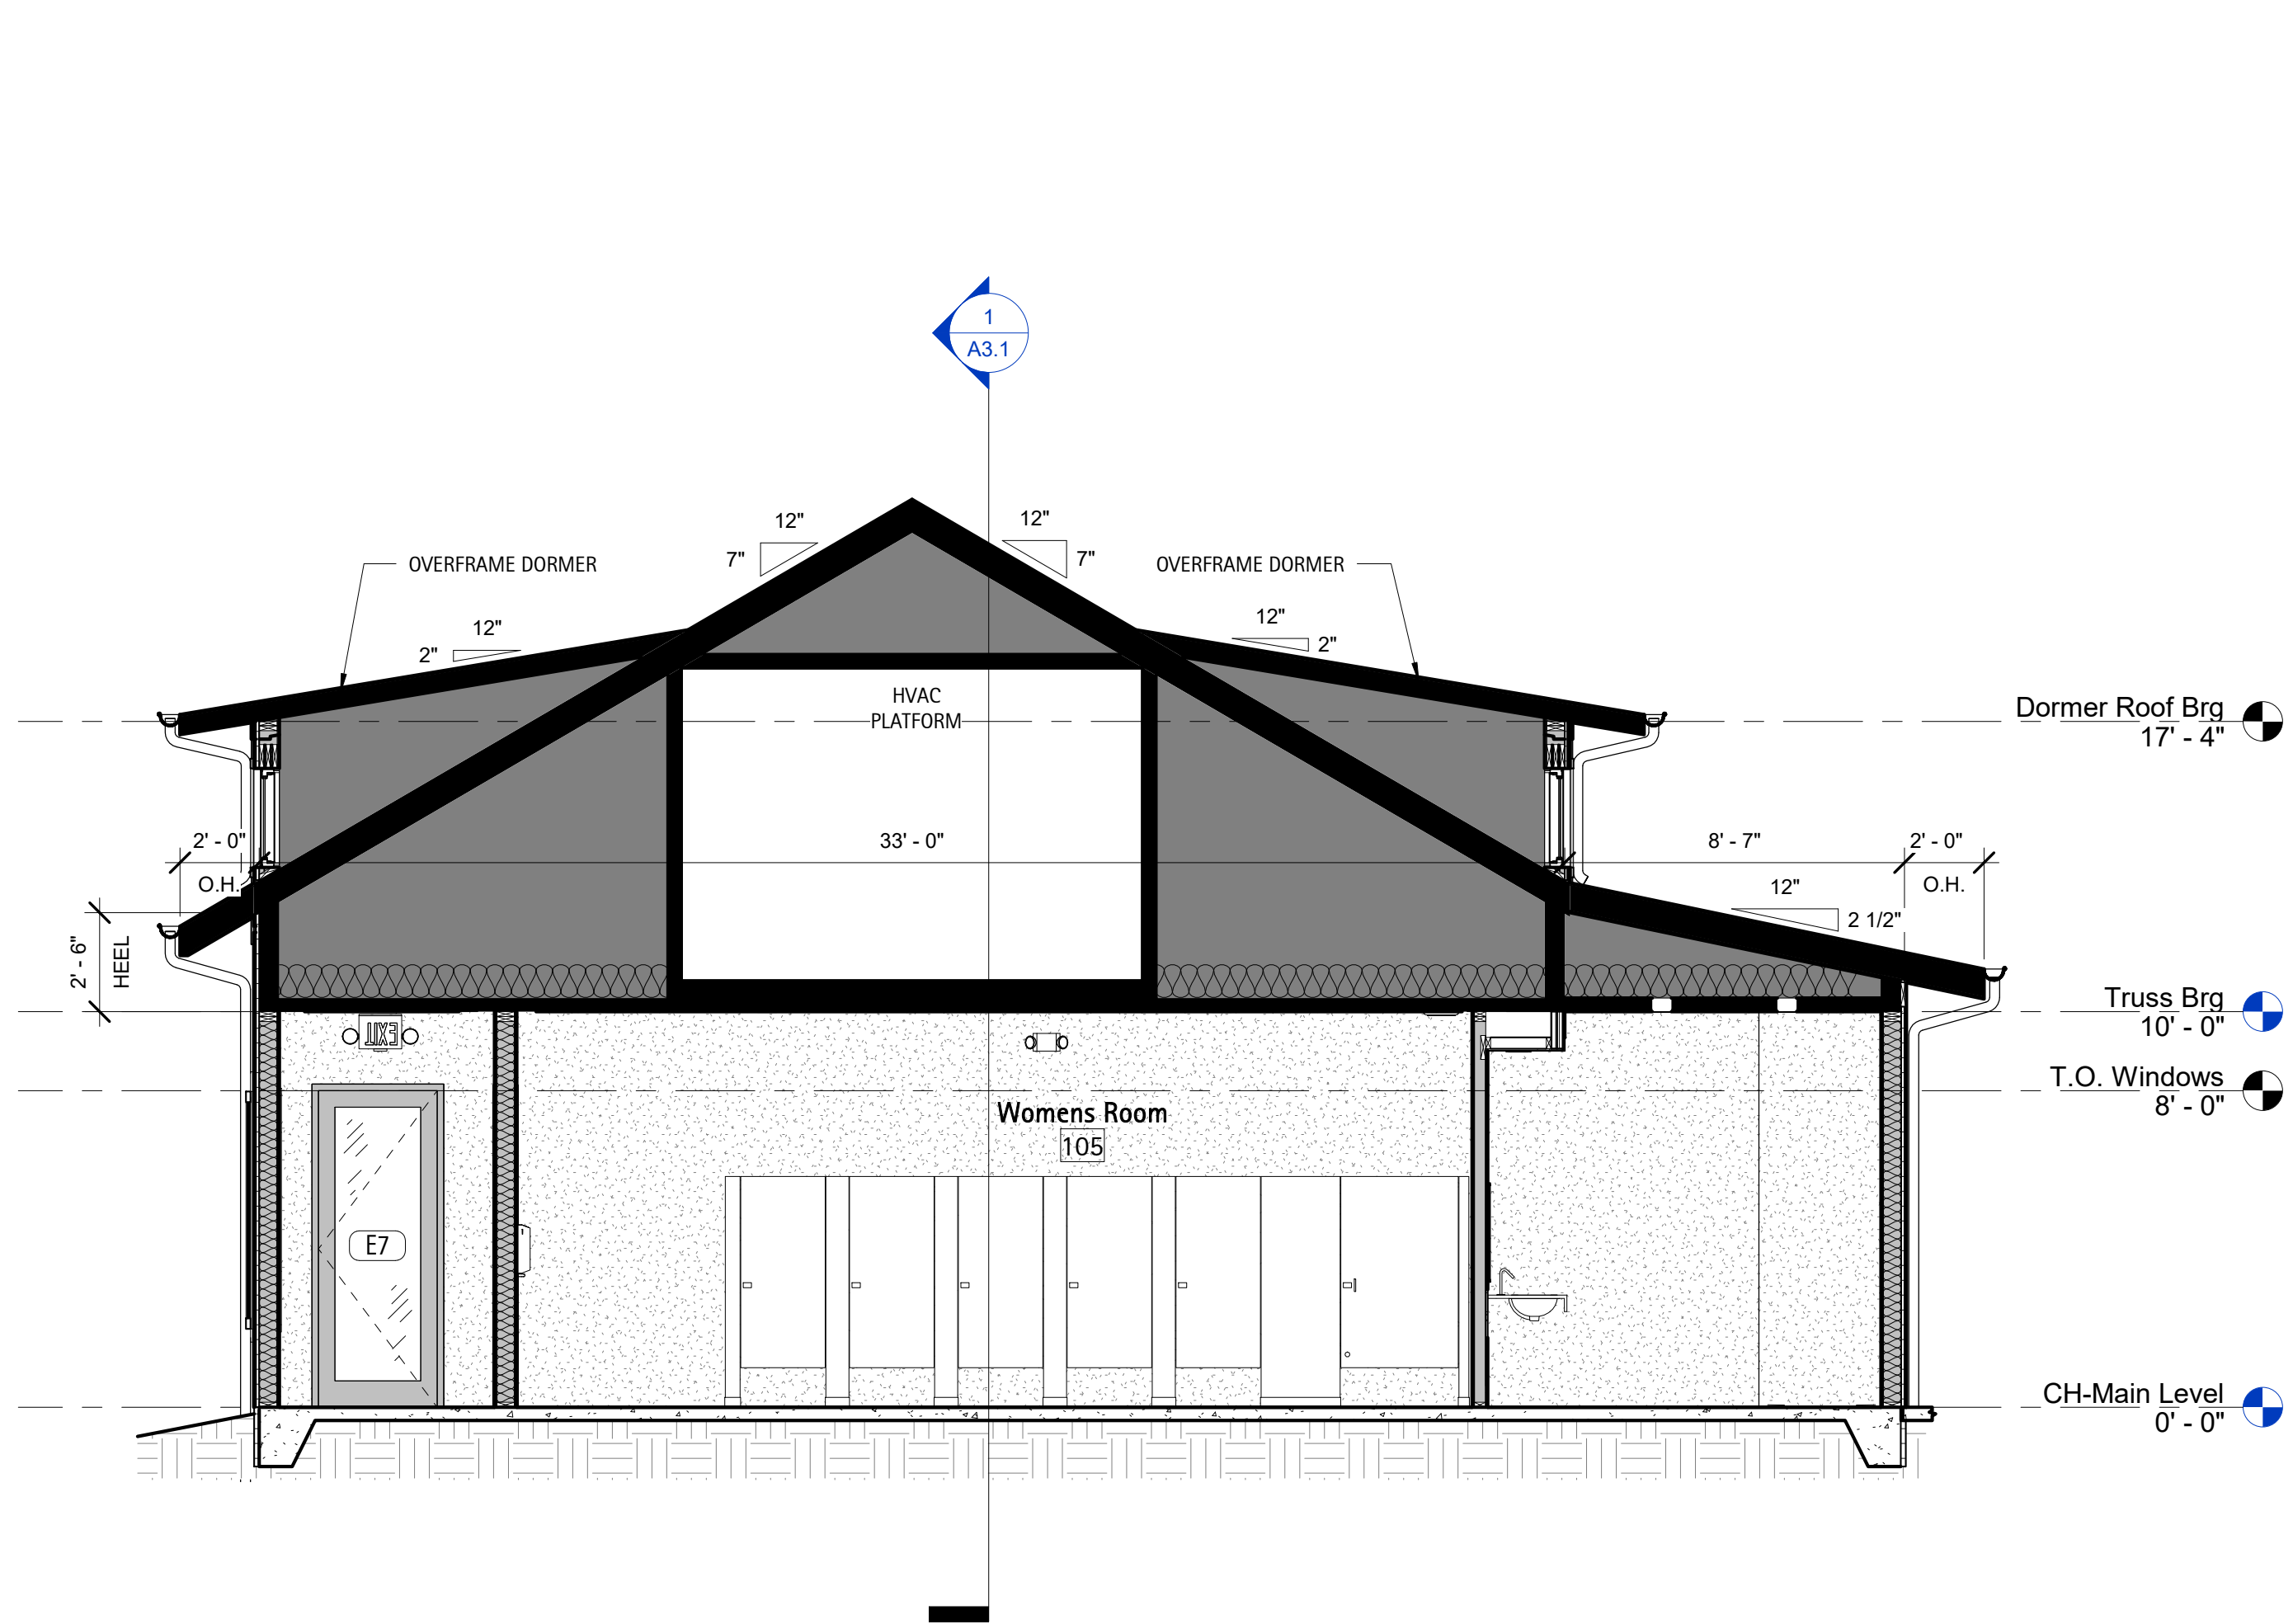 1
A3.1
12"
12"
7"
7"
OVERFRAME DORMER
OVERFRAME DORMER
12"
12"
2"
2"
HVAC
PLATFORM
Dormer Roof Brg
17' - 4"
2' - 0"
33' - 0"
8' - 7"
2' - 0"
O.H.
12"
O.H.
2 1/2"
2' - 6"
HEEL
Truss Brg
10' - 0"
EXIT
T.O. Windows
8' - 0"
Womens Room
105
E7
CH-Main Level
0' - 0"